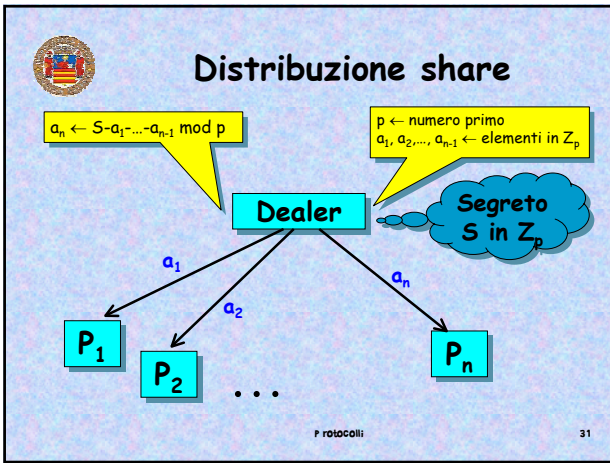 Distribuzione share
aₙ ← S-a₁-...-aₙ₋₁ mod p
p ← numero primo
a₁, a₂,..., aₙ₋₁ ← elementi in Zₚ
Dealer
Segreto
S in Zₚ
a₁
a₂
aₙ
P₁
P₂
...
Pₙ
Protocolli
31